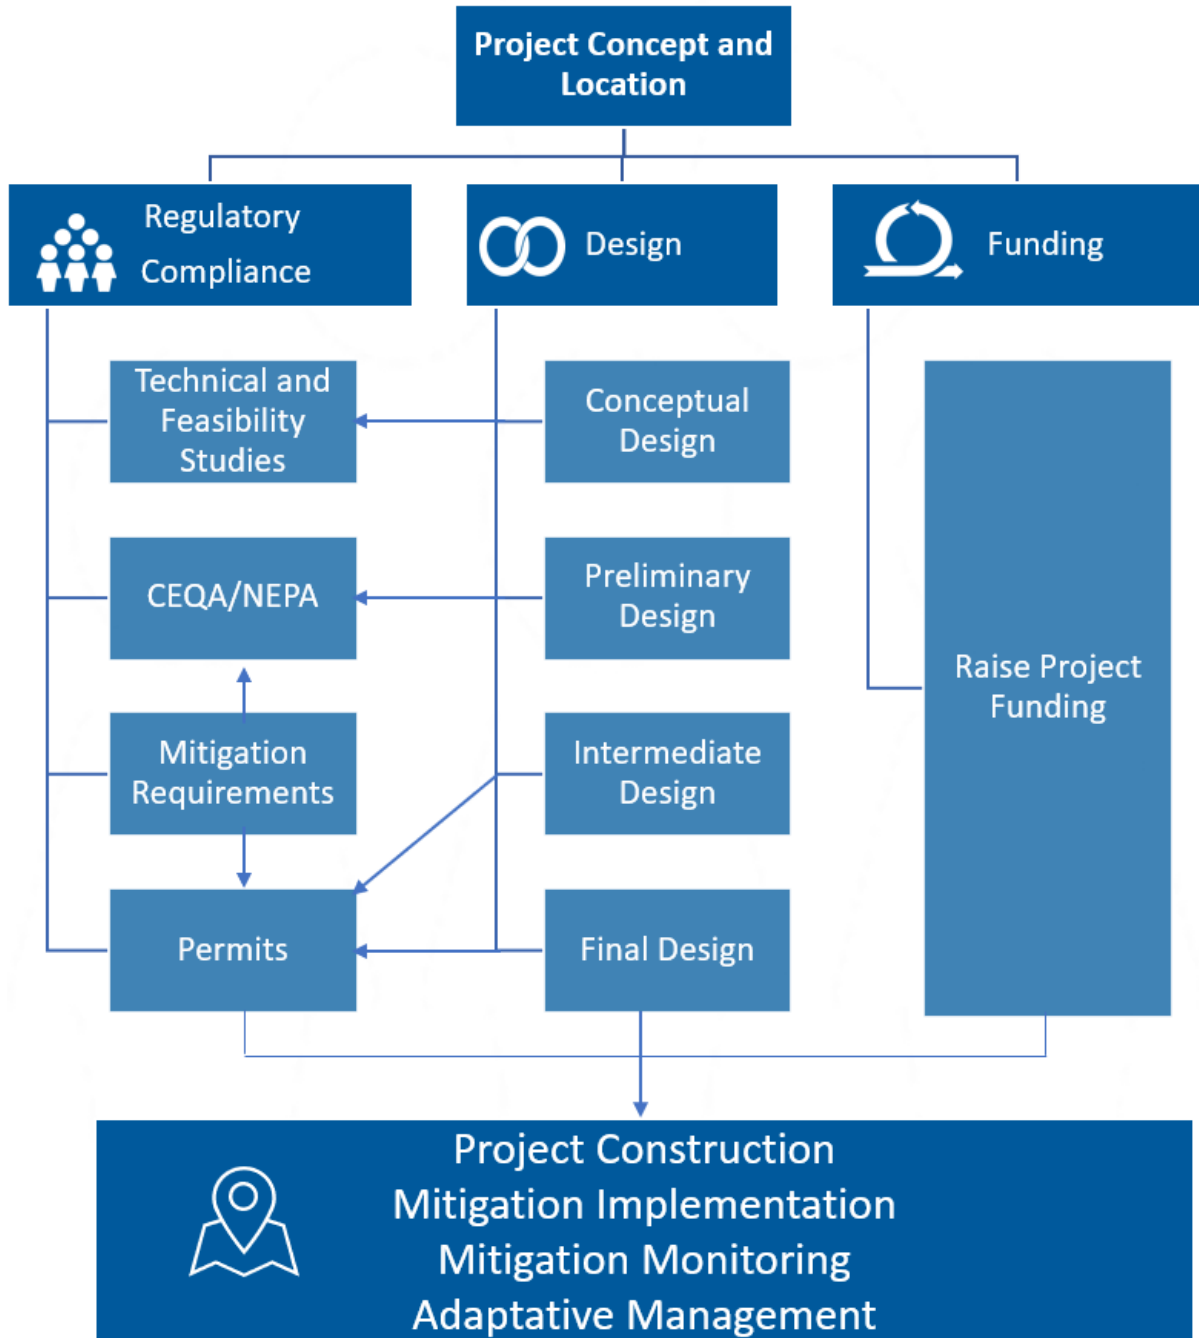 Project Concept and
Location
Regulatory
Compliance
Design
Funding
Technical and
Feasibility
Studies
Conceptual
Design
CEQA/NEPA
Preliminary
Design
Raise Project
Funding
Mitigation
Requirements
Intermediate
Design
Permits
Final Design
Project Construction
Mitigation Implementation
Mitigation Monitoring
Adaptative Management